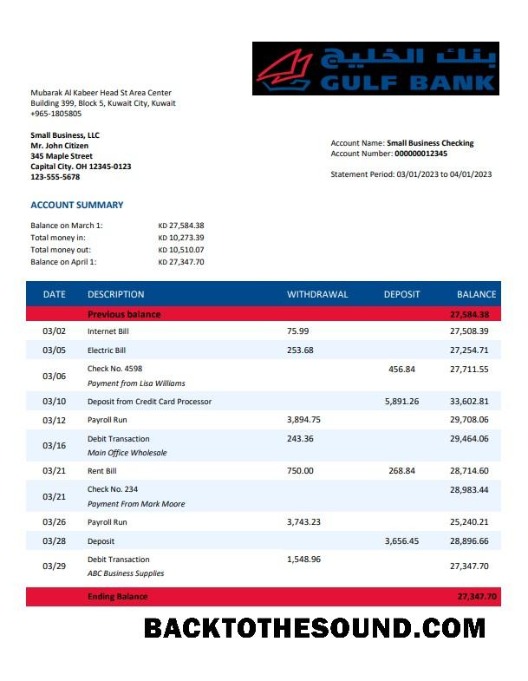 بنك الخليج
GULF BANK
Mubarak Al Kabeer Head St Area Center
Building 399, Block 5, Kuwait City, Kuwait
+965-1805805
Small Business, LLC
Mr. John Citizen
345 Maple Street
Capital City. OH 12345-0123
123-555-5678
Account Name: Small Business Checking
Account Number: 000000012345
Statement Period: 03/01/2023 to 04/01/2023
ACCOUNT SUMMARY
Balance on March 1: KD 27,584.38
Total money in: KD 10,273.39
Total money out: KD 10,510.07
Balance on April 1: KD 27,347.70
DATE DESCRIPTION WITHDRAWAL DEPOSIT BALANCE
Previous balance 27,584.38
03/02 Internet Bill 75.99 27,508.39
03/05 Electric Bill 253.68 27,254.71
03/06 Check No. 4598 456.84 27,711.55
Payment from Lisa Williams
03/10 Deposit from Credit Card Processor 5,891.26 33,602.81
03/12 Payroll Run 3,894.75 29,708.06
03/16 Debit Transaction 243.36 29,464.06
Main Office Wholesale
03/21 Rent Bill 750.00 268.84 28,714.60
03/21 Check No. 234 28,983.44
Payment From Mark Moore
03/26 Payroll Run 3,743.23 25,240.21
03/28 Deposit 3,656.45 28,896.66
03/29 Debit Transaction 1,548.96 27,347.70
ABC Business Supplies
Ending Balance 27,347.70
BACKTOTHESOUND.COM